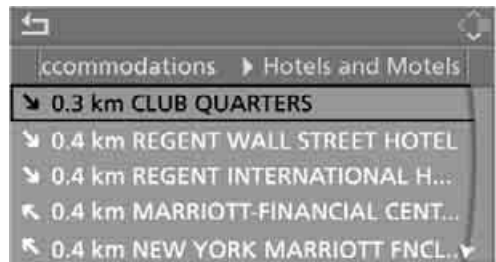 ccommodations Hotels and Motels
0.3 km CLUB QUARTERS
0.4 km REGENT WALL STREET HOTEL
0.4 km REGENT INTERNATIONAL H...
0.4 km MARRIOTT-FINANCIAL CENT...
0.4 km NEW YORK MARRIOTT FNCL..